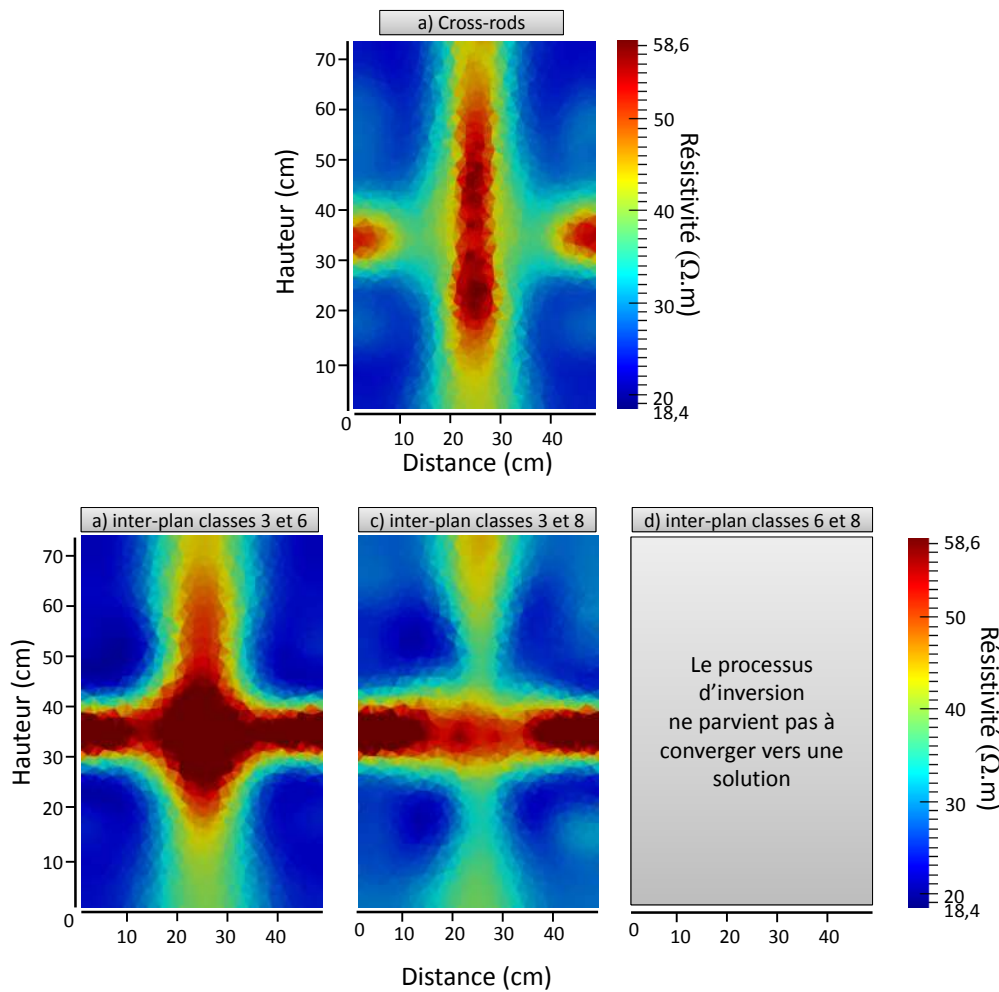 a) Cross-rods
70
60
50
40
30
20
10
0
Hauteur (cm)
10 20 30 40
Distance (cm)
58,6
50
40
30
20
18,4
Résistivité (Ω.m)
a) inter-plan classes 3 et 6
c) inter-plan classes 3 et 8
d) inter-plan classes 6 et 8
70
60
50
40
30
20
10
0
Hauteur (cm)
10 20 30 40
0 10 20 30 40
0 10 20 30 40
Le processus
d’inversion
ne parvient pas à
converger vers une
solution
58,6
50
40
30
20
18,4
Résistivité (Ω.m)
Distance (cm)